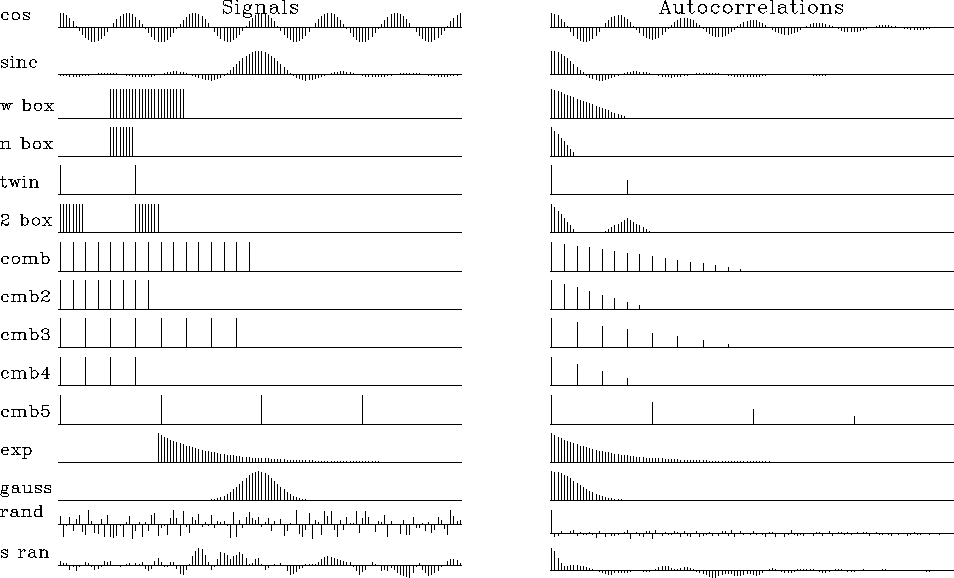 Signals Autocorrelations
cos
sinc
w box
n box
twin
2 box
comb
cmb2
cmb3
cmb4
cmb5
exp
gauss
rand
s ran